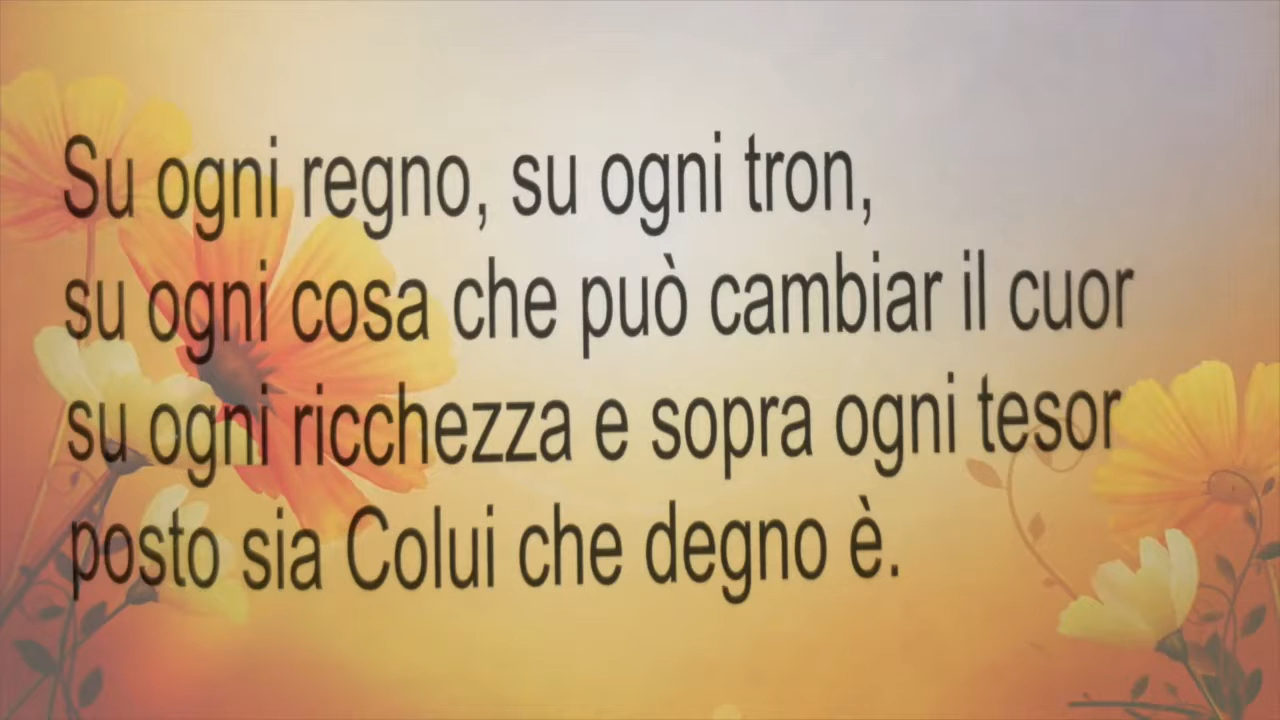 Su ogni regno, su ogni tron,
su ogni cosa che può cambiar il cuor
su ogni ricchezza e sopra ogni tesor
posto sia Colui che degno è.